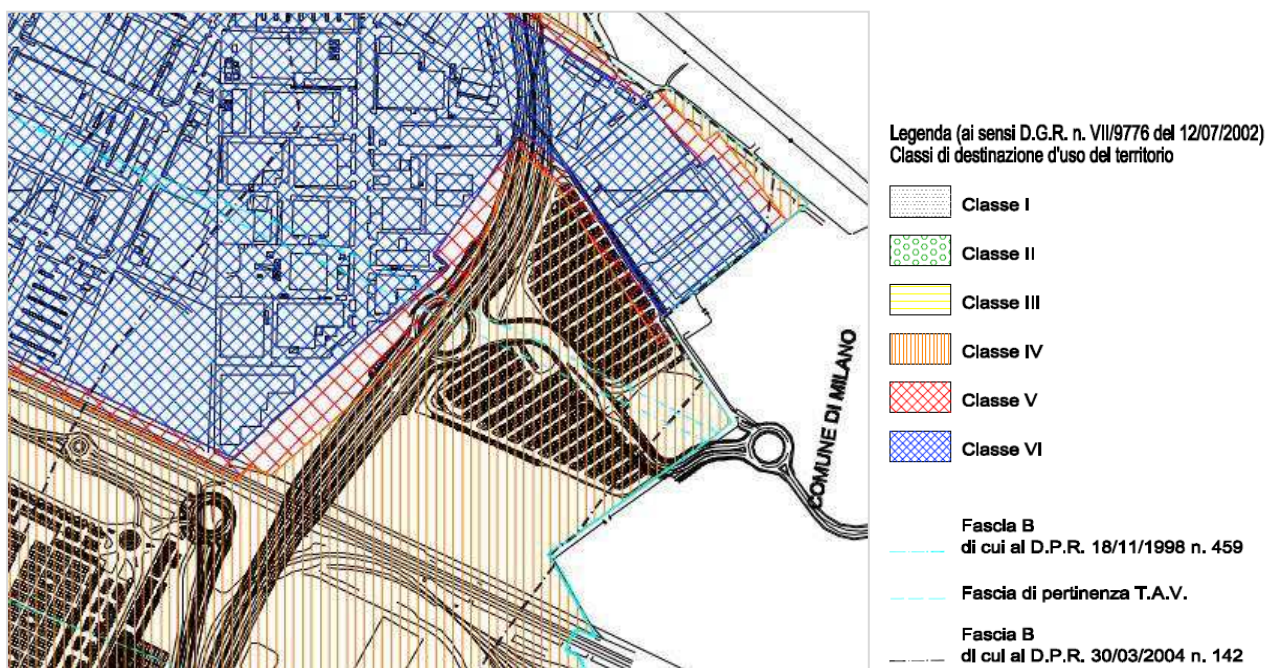 COMUNE DI MILANO
Legenda (ai sensi D.G.R. n. VII/9776 del 12/07/2002)
Classi di destinazione d'uso del territorio
Classe I
Classe II
Classe III
Classe IV
Classe V
Classe VI
Fascia B
di cui al D.P.R. 18/11/1998 n. 459
Fascia di pertinenza T.A.V.
Fascia B
di cui al D.P.R. 30/03/2004 n. 142